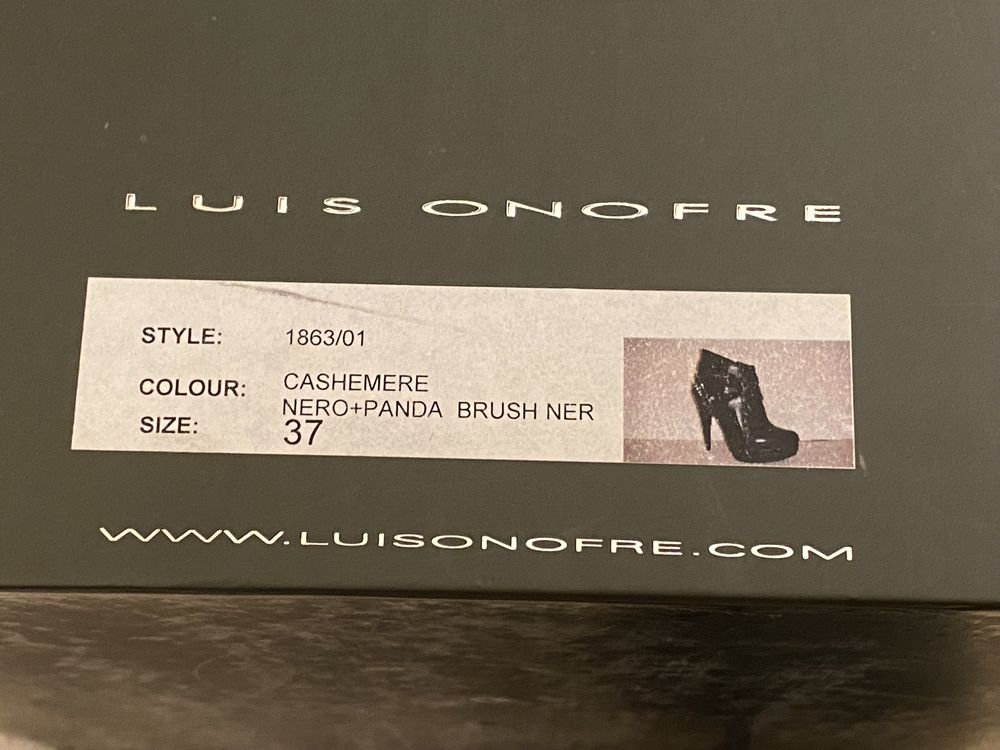 LUIS ONOFRE
STYLE: 1863/01
COLOUR: CASHEMERE
NERO+PANDA BRUSH NER
SIZE: 37
WWW.LUISONOFRE.COM